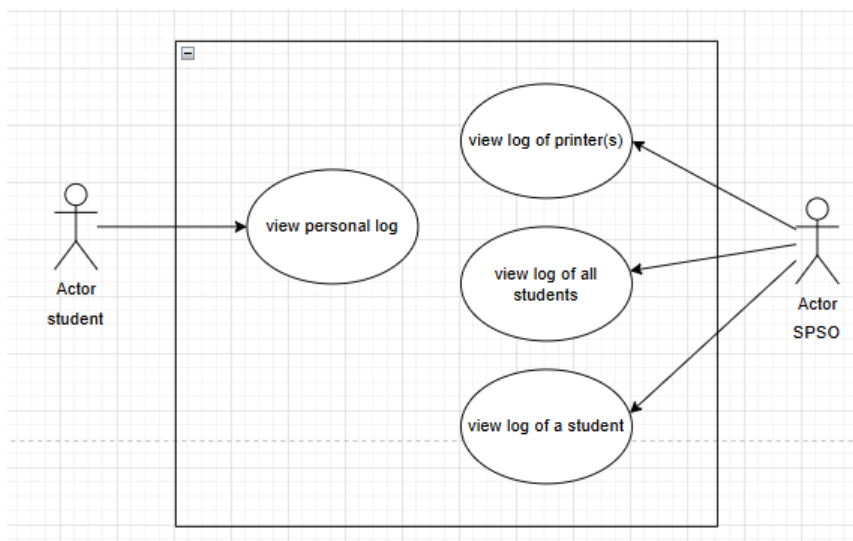 view log of printer(s)
view personal log
view log of all
students
Actor
student
Actor
SPSO
view log of a student